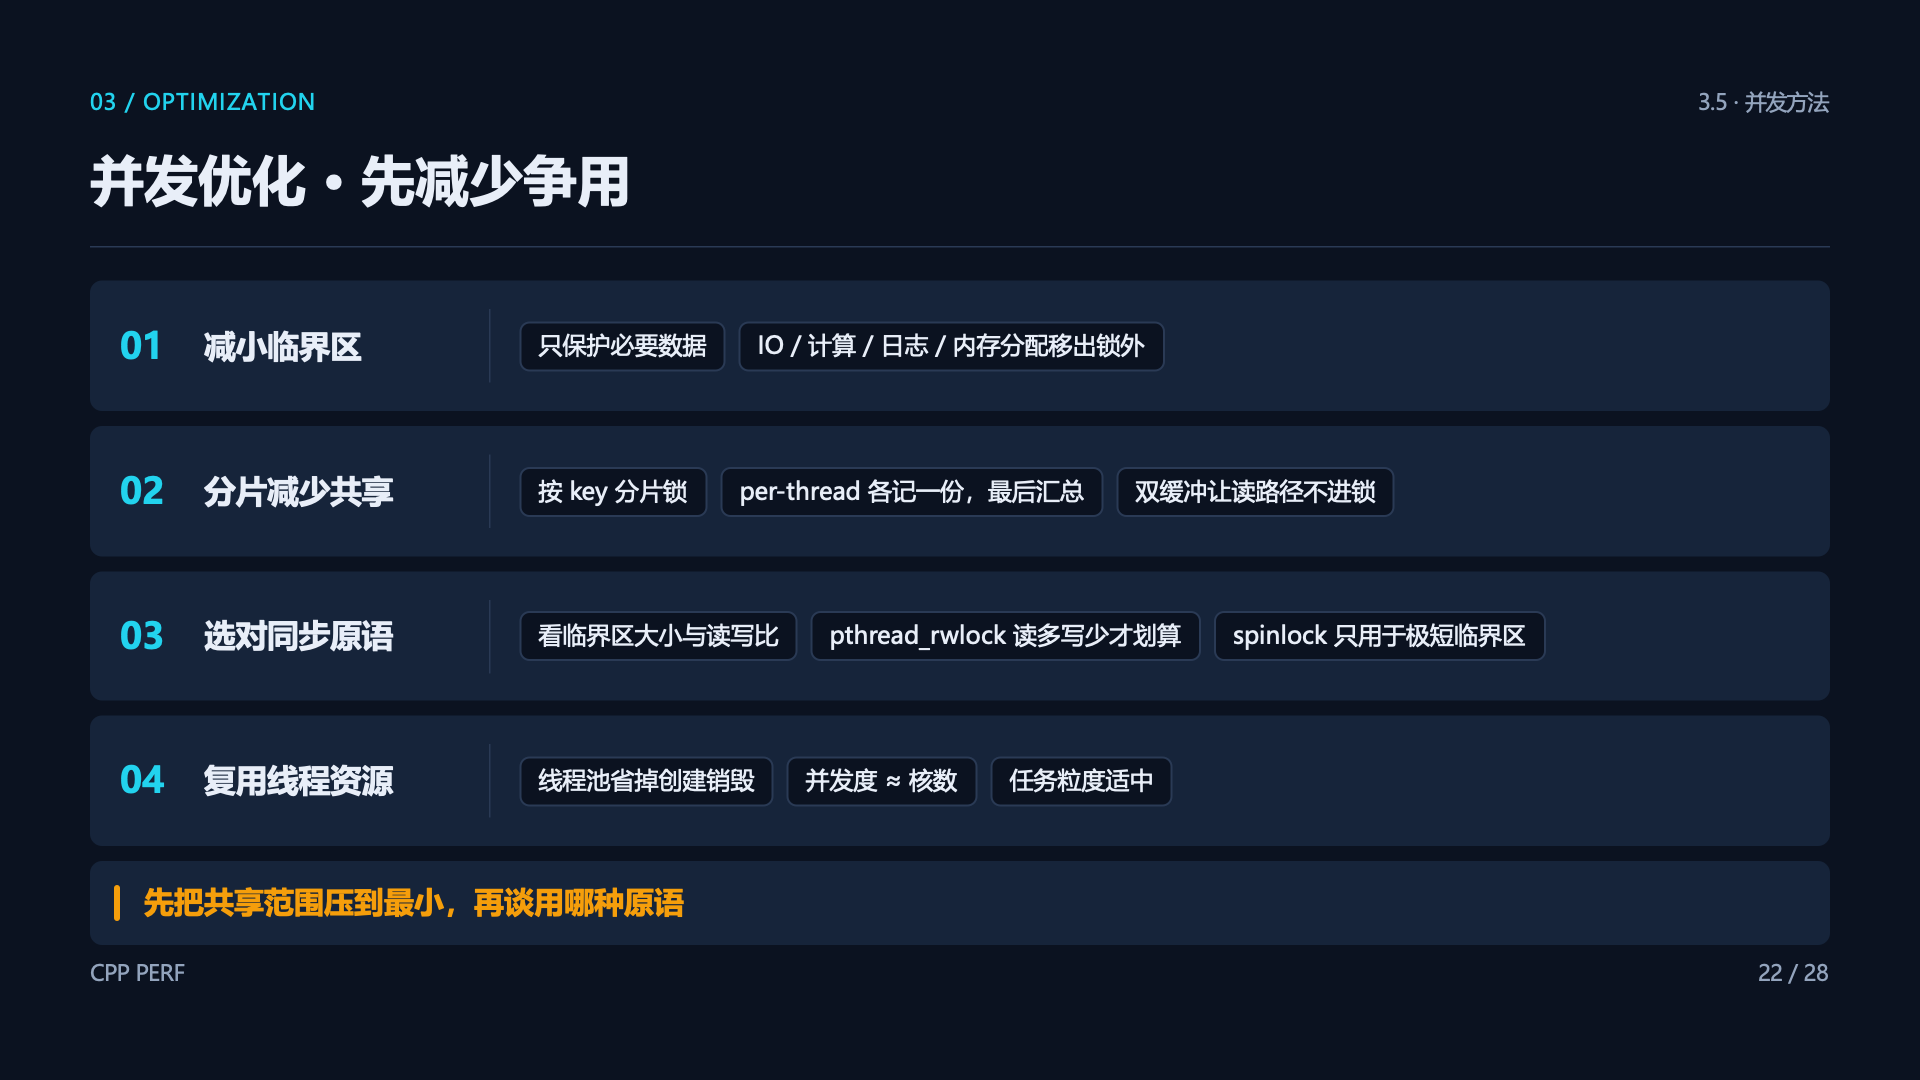 03 / OPTIMIZATION
3.5 · 并发方法
并发优化 · 先减少争用
01 减小临界区 只保护必要数据 IO / 计算 / 日志 / 内存分配移出锁外
02 分片减少共享 按 key 分片锁 per-thread 各记一份，最后汇总 双缓冲让读路径不进锁
03 选对同步原语 看临界区大小与读写比 pthread_rwlock 读多写少才划算 spinlock 只用于极短临界区
04 复用线程资源 线程池省掉创建销毁 并发度 ≈ 核数 任务粒度适中
先把共享范围压到最小，再谈用哪种原语
CPP PERF
22 / 28